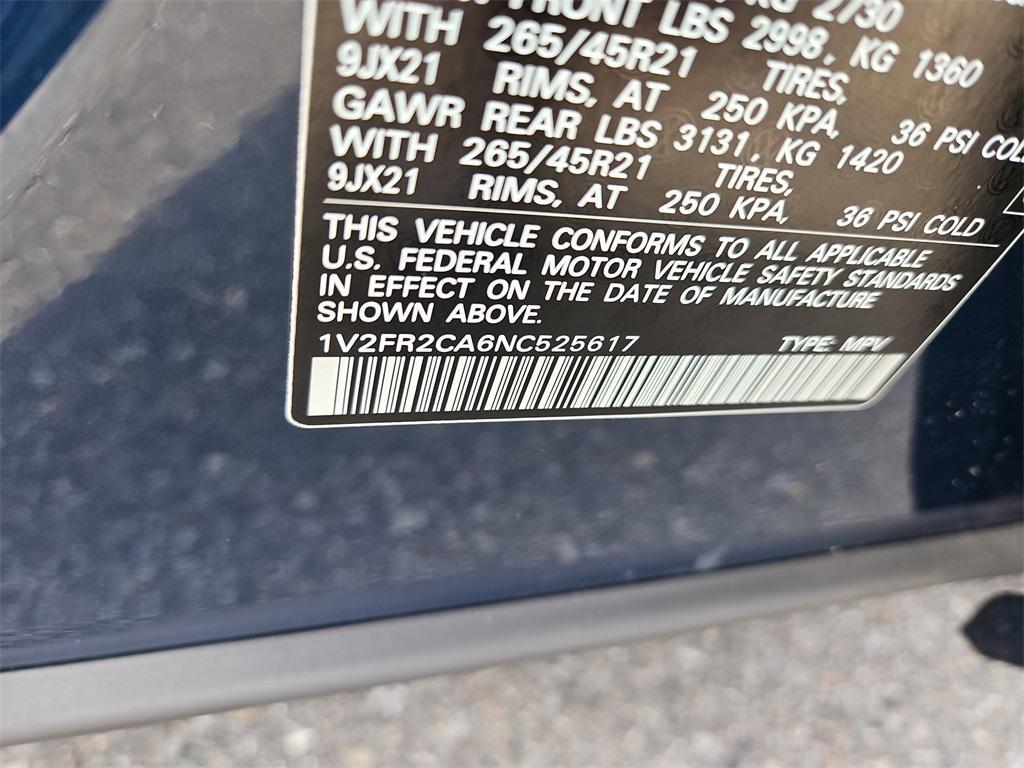 FRONT LBS 2998, KG 1360
WITH 265/45R21 TIRES,
9JX21 RIMS, AT 250 KPA, 36 PSI COLD
GAWR REAR LBS 3131, KG 1420
WITH 265/45R21 TIRES,
9JX21 RIMS, AT 250 KPA, 36 PSI COLD
THIS VEHICLE CONFORMS TO ALL APPLICABLE
U.S. FEDERAL MOTOR VEHICLE SAFETY STANDARDS
IN EFFECT ON THE DATE OF MANUFACTURE
SHOWN ABOVE.
1V2FR2CA6NC525617 TYPE: MPV